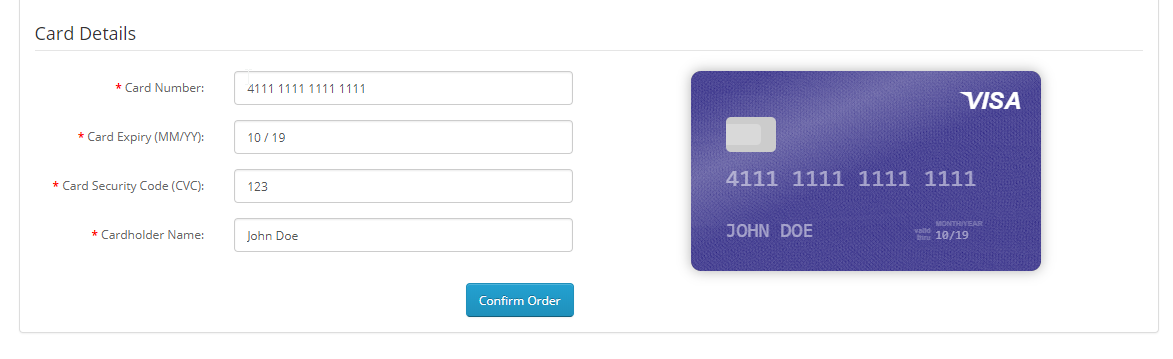 Card Details
* Card Number:
4111 1111 1111 1111
* Card Expiry (MM/YY):
10 / 19
* Card Security Code (CVC):
123
* Cardholder Name:
John Doe
Confirm Order
VISA
4111 1111 1111 1111
JOHN DOE
valid thru
MONTH/YEAR
10/19